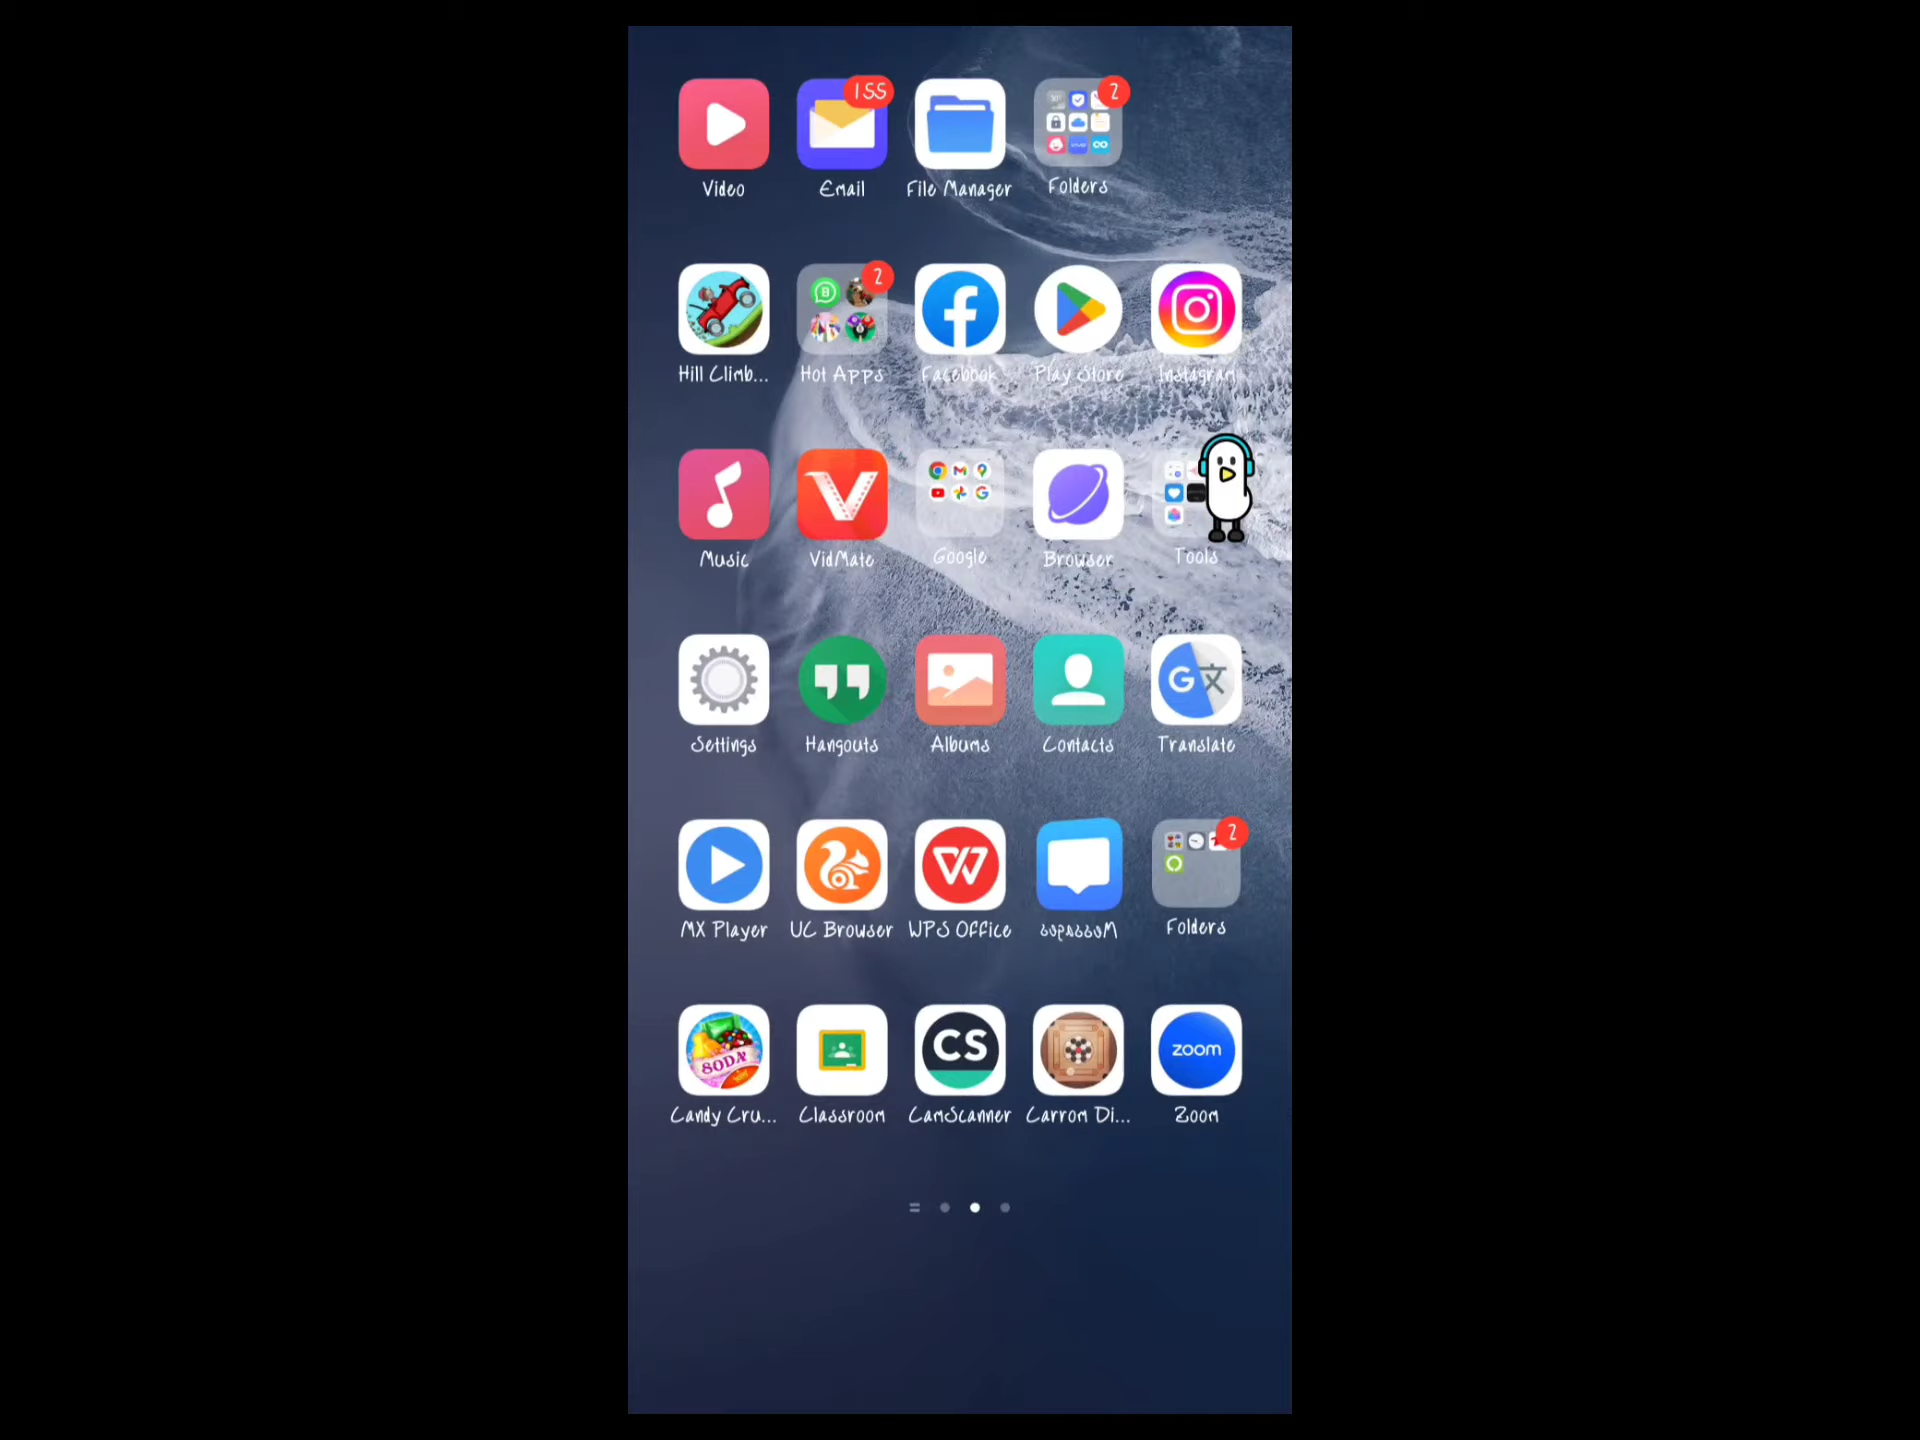 155
2
Video Email File Manager Folders
2
Hill Climb... Hot Apps Facebook Play Store Instagram
Music VidMate Google Browser Tools
Settings Hangouts Albums Contacts Translate
2
MX Player UC Browser WPS Office Messages Folders
SODA
CS
zoom
Candy Cru... Classroom CamScanner Carrom Di... Zoom